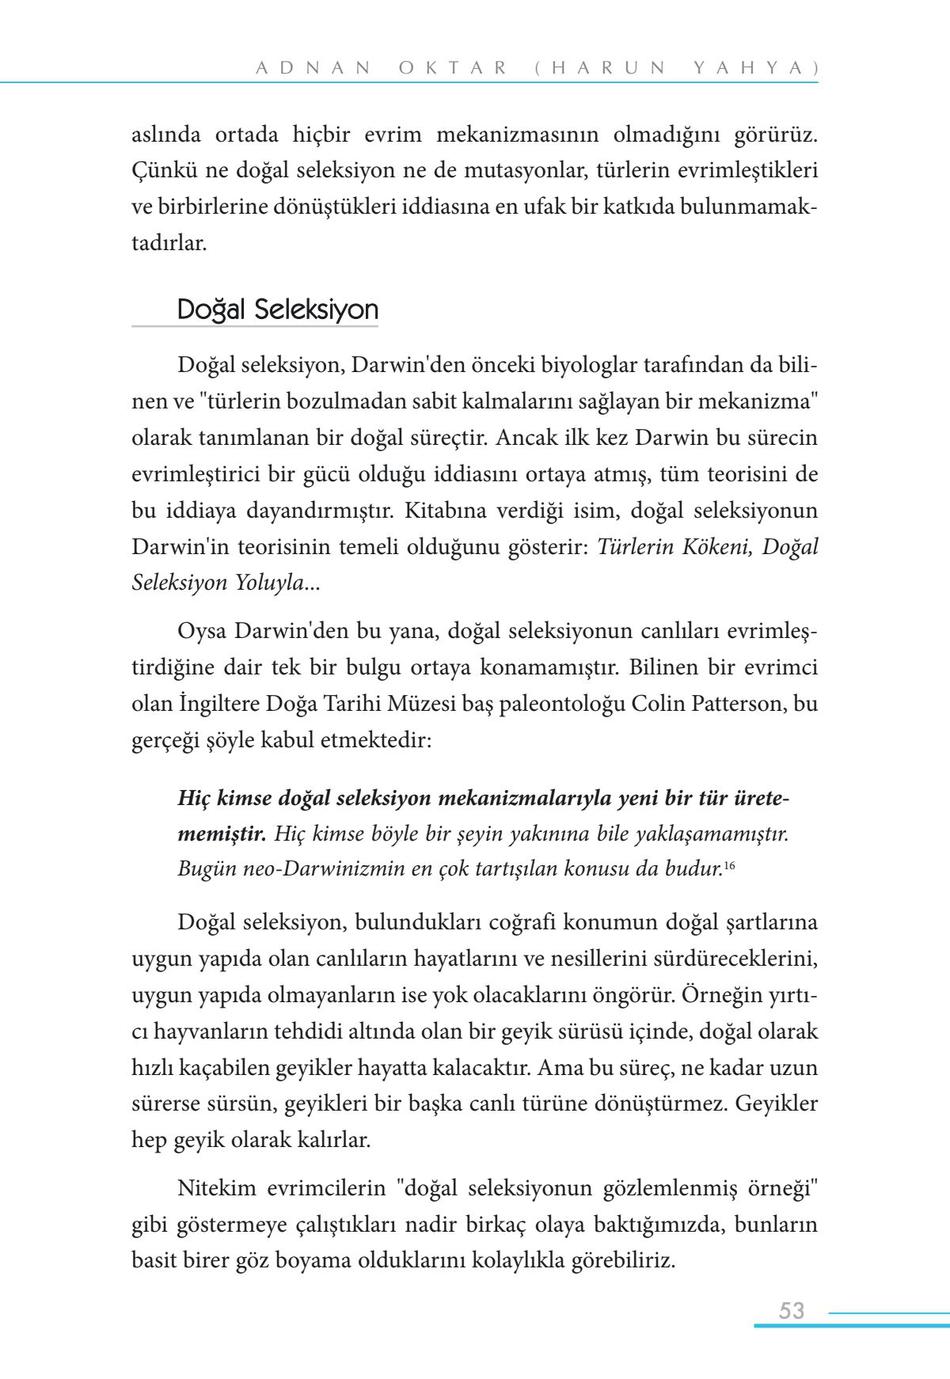 ADNAN OKTAR (HARUN YAHYA)
aslında ortada hiçbir evrim mekanizmasının olmadığını görürüz.
Çünkü ne doğal seleksiyon ne de mutasyonlar, türlerin evrimleştikleri
ve birbirlerine dönüştükleri iddiasına en ufak bir katkıda bulunmamak-
tadırlar.
Doğal Seleksiyon
Doğal seleksiyon, Darwin'den önceki biyologlar tarafından da bili-
nen ve "türlerin bozulmadan sabit kalmalarını sağlayan bir mekanizma"
olarak tanımlanan bir doğal süreçtir. Ancak ilk kez Darwin bu sürecin
evrimleştirici bir gücü olduğu iddiasını ortaya atmış, tüm teorisini de
bu iddiaya dayandırmıştır. Kitabına verdiği isim, doğal seleksiyonun
Darwin'in teorisinin temeli olduğunu gösterir: Türlerin Kökeni, Doğal
Seleksiyon Yoluyla...
Oysa Darwin'den bu yana, doğal seleksiyonun canlıları evrimleş-
tirdiğine dair tek bir bulgu ortaya konamamıştır. Bilinen bir evrimci
olan İngiltere Doğa Tarihi Müzesi baş paleontoloğu Colin Patterson, bu
gerçeği şöyle kabul etmektedir:
Hiç kimse doğal seleksiyon mekanizmalarıyla yeni bir tür ürete-
memiştir. Hiç kimse böyle bir şeyin yakınına bile yaklaşamamıştır.
Bugün neo-Darwinizmin en çok tartışılan konusu da budur.16
Doğal seleksiyon, bulundukları coğrafi konumun doğal şartlarına
uygun yapıda olan canlıların hayatlarını ve nesillerini sürdüreceklerini,
uygun yapıda olmayanların ise yok olacaklarını öngörür. Örneğin yırtı-
cı hayvanların tehdidi altında olan bir geyik sürüsü içinde, doğal olarak
hızlı kaçabilen geyikler hayatta kalacaktır. Ama bu süreç, ne kadar uzun
sürerse sürsün, geyikleri bir başka canlı türüne dönüştürmez. Geyikler
hep geyik olarak kalırlar.
Nitekim evrimcilerin "doğal seleksiyonun gözlemlenmiş örneği"
gibi göstermeye çalıştıkları nadir birkaç olaya baktığımızda, bunların
basit birer göz boyama olduklarını kolaylıkla görebiliriz.
53